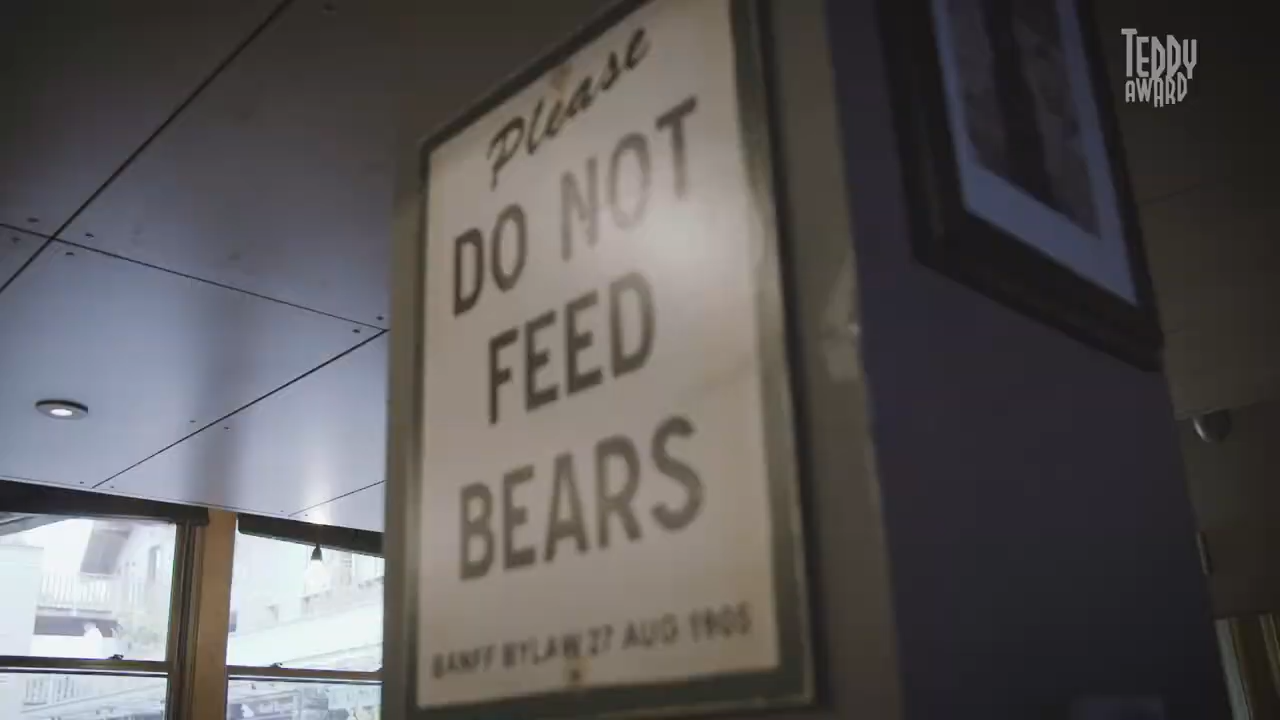 TEDDY
AWARD
Please
DO NOT
FEED
BEARS
BANFF BYLAW 27 AUG 1905